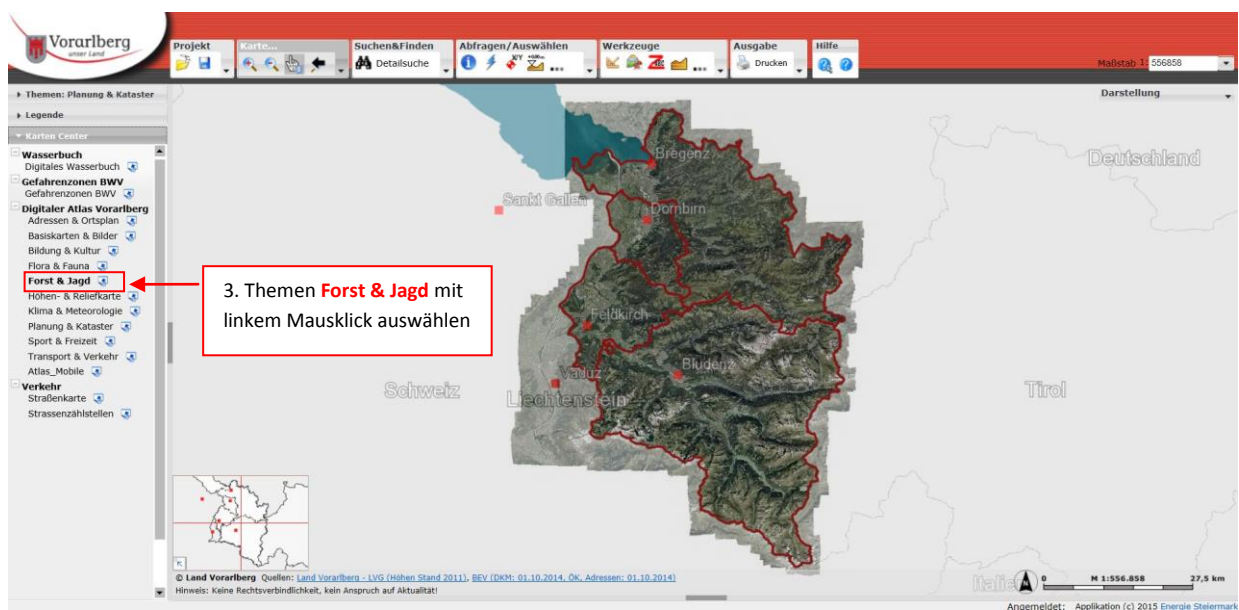 Vorarlberg
unser Land
Projekt
Karte...
Suchen&Finden
Abfragen/Auswählen
Werkzeuge
Ausgabe
Hilfe
Detailsuche
X/Y
...
...
Drucken
Maßstab 1: 556858
Themen: Planung & Kataster
Legende
Karten Center
Wasserbuch
Digitales Wasserbuch
Gefahrenzonen BWV
Gefahrenzonen BWV
Digitaler Atlas Vorarlberg
Adressen & Ortsplan
Basiskarten & Bilder
Bildung & Kultur
Flora & Fauna
Forst & Jagd
Höhen- & Reliefkarte
Klima & Meteorologie
Planung & Kataster
Sport & Freizeit
Transport & Verkehr
Atlas_Mobile
Verkehr
Straßenkarte
Strassenzählstellen
3. Themen Forst & Jagd mit
linkem Mausklick auswählen
Darstellung
Deutschland
Bregenz
Sankt Gallen
Dornbirn
Feldkirch
Bludenz
Vaduz
Schweiz
Liechtenstein
Tirol
Italien
© Land Vorarlberg Quellen: Land Vorarlberg - LVG (Höhen Stand 2011), BEV (DKM: 01.10.2014, ÖK, Adressen: 01.10.2014)
Hinweis: Keine Rechtsverbindlichkeit, kein Anspruch auf Aktualität!
0 M 1:556.858 27,5 km
Angemeldet: Applikation (c) 2015 Energie Steiermark